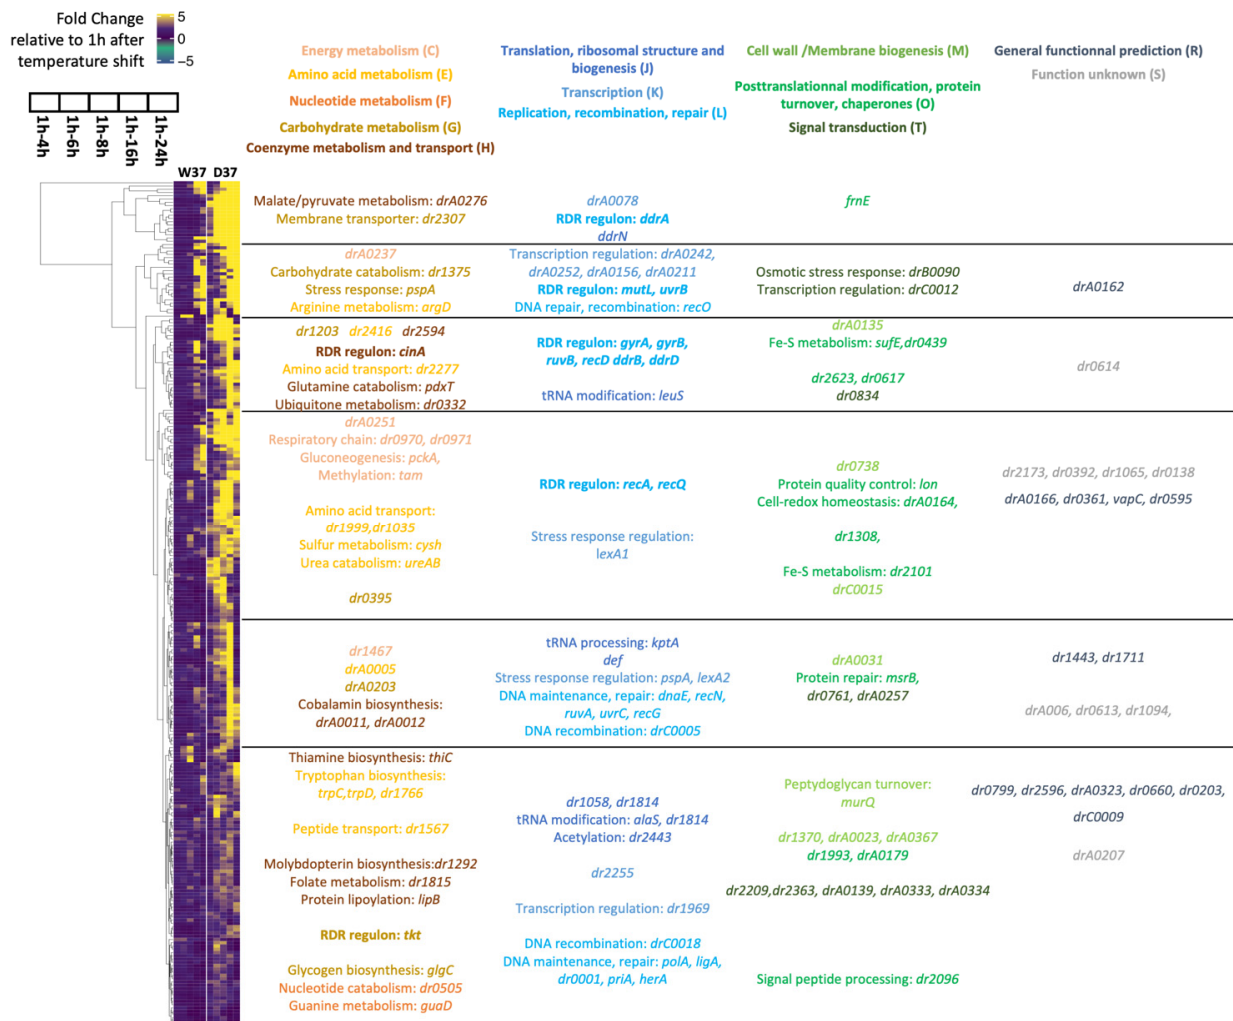 Fold Change
relative to 1h after
temperature shift
5
0
−5
1h-4h
1h-6h
1h-8h
1h-16h
1h-24h
W37 D37
Energy metabolism (C)
Amino acid metabolism (E)
Nucleotide metabolism (F)
Carbohydrate metabolism (G)
Coenzyme metabolism and transport (H)
Translation, ribosomal structure and
biogenesis (J)
Transcription (K)
Replication, recombination, repair (L)
Cell wall /Membrane biogenesis (M)
Posttranslationnal modification, protein
turnover, chaperones (O)
Signal transduction (T)
General functionnal prediction (R)
Function unknown (S)
Malate/pyruvate metabolism: drA0276
Membrane transporter: dr2307
drA0078
RDR regulon: ddrA
ddrN
frnE
drA0237
Carbohydrate catabolism: dr1375
Stress response: pspA
Arginine metabolism: argD
Transcription regulation: drA0242,
drA0252, drA0156, drA0211
RDR regulon: mutL, uvrB
DNA repair, recombination: recO
Osmotic stress response: drB0090
Transcription regulation: drC0012
drA0162
dr1203 dr2416 dr2594
RDR regulon: cinA
Amino acid transport: dr2277
Glutamine catabolism: pdxT
Ubiquitone metabolism: dr0332
RDR regulon: gyrA, gyrB,
ruvB, recD ddrB, ddrD
tRNA modification: leuS
drA0135
Fe-S metabolism: sufE,dr0439
dr2623, dr0617
dr0834
dr0614
drA0251
Respiratory chain: dr0970, dr0971
Gluconeogenesis: pckA,
Methylation: tam
Amino acid transport:
dr1999,dr1035
Sulfur metabolism: cysh
Urea catabolism: ureAB
dr0395
RDR regulon: recA, recQ
Stress response regulation:
lexA1
dr0738
Protein quality control: lon
Cell-redox homeostasis: drA0164,
dr1308,
Fe-S metabolism: dr2101
drC0015
dr2173, dr0392, dr1065, dr0138
drA0166, dr0361, vapC, dr0595
dr1467
drA0005
drA0203
Cobalamin biosynthesis:
drA0011, drA0012
tRNA processing: kptA
def
Stress response regulation: pspA, lexA2
DNA maintenance, repair: dnaE, recN,
ruvA, uvrC, recG
DNA recombination: drC0005
drA0031
Protein repair: msrB,
dr0761, drA0257
dr1443, dr1711
drA006, dr0613, dr1094,
Thiamine biosynthesis: thiC
Tryptophan biosynthesis:
trpC,trpD, dr1766
Peptide transport: dr1567
Molybdopterin biosynthesis:dr1292
Folate metabolism: dr1815
Protein lipoylation: lipB
RDR regulon: tkt
Glycogen biosynthesis: glgC
Nucleotide catabolism: dr0505
Guanine metabolism: guaD
dr1058, dr1814
tRNA modification: alaS, dr1814
Acetylation: dr2443
dr2255
Transcription regulation: dr1969
DNA recombination: drC0018
DNA maintenance, repair: polA, ligA,
dr0001, priA, herA
Peptydoglycan turnover:
murQ
dr1370, drA0023, drA0367
dr1993, drA0179
dr2209,dr2363, drA0139, drA0333, drA0334
Signal peptide processing: dr2096
dr0799, dr2596, drA0323, dr0660, dr0203,
drC0009
drA0207